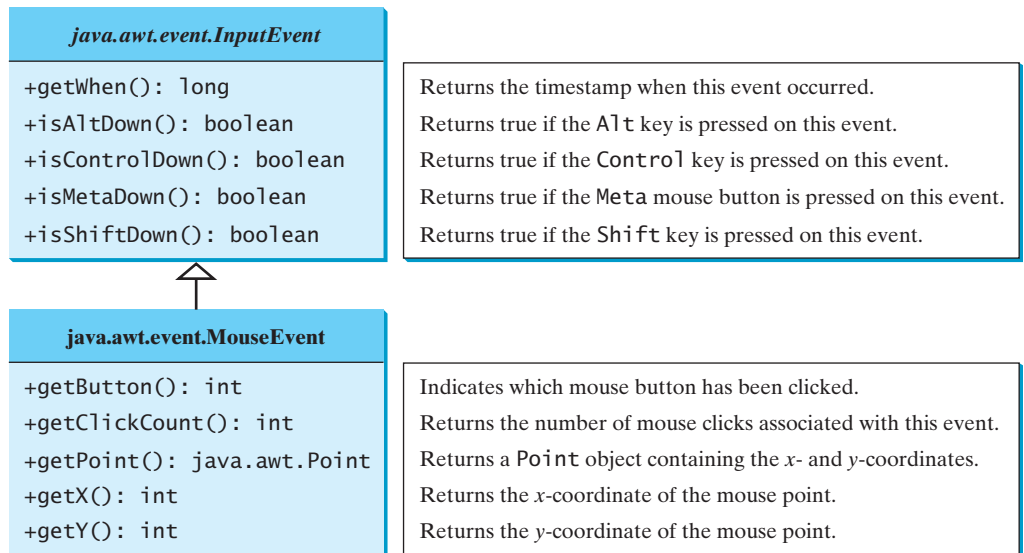 java.awt.event.InputEvent
+getWhen(): long
Returns the timestamp when this event occurred.
+isAltDown(): boolean
Returns true if the Alt key is pressed on this event.
+isControlDown(): boolean
Returns true if the Control key is pressed on this event.
+isMetaDown(): boolean
Returns true if the Meta mouse button is pressed on this event.
+isShiftDown(): boolean
Returns true if the Shift key is pressed on this event.
java.awt.event.MouseEvent
+getButton(): int
Indicates which mouse button has been clicked.
+getClickCount(): int
Returns the number of mouse clicks associated with this event.
+getPoint(): java.awt.Point
Returns a Point object containing the x- and y-coordinates.
+getX(): int
Returns the x-coordinate of the mouse point.
+getY(): int
Returns the y-coordinate of the mouse point.